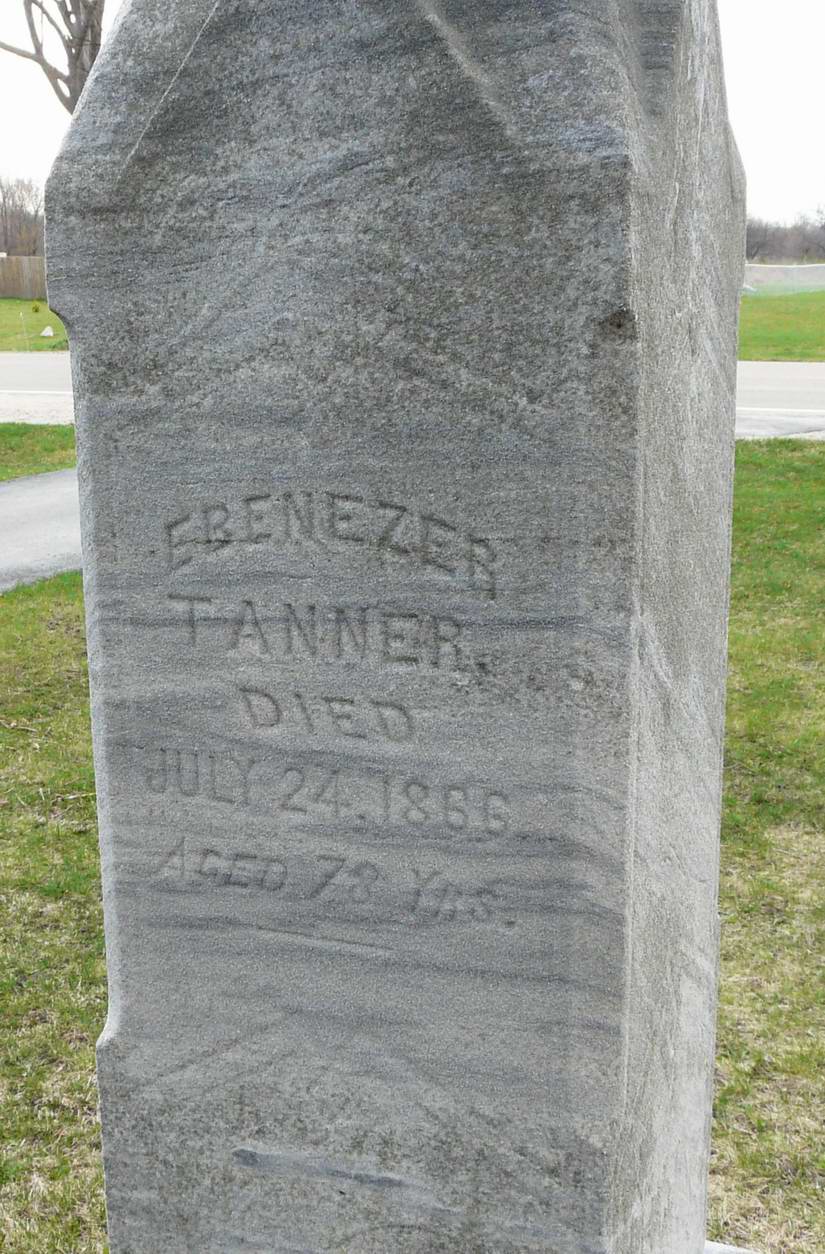 EBENEZER
TANNER.
DIED
JULY 24, 1866
AGED 73 YRS.